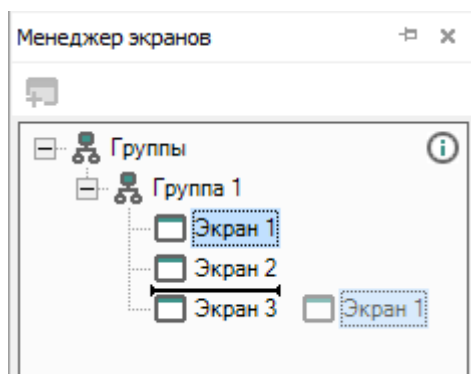 Менеджер экранов
Группы
Группа 1
Экран 1
Экран 2
Экран 3 Экран 1